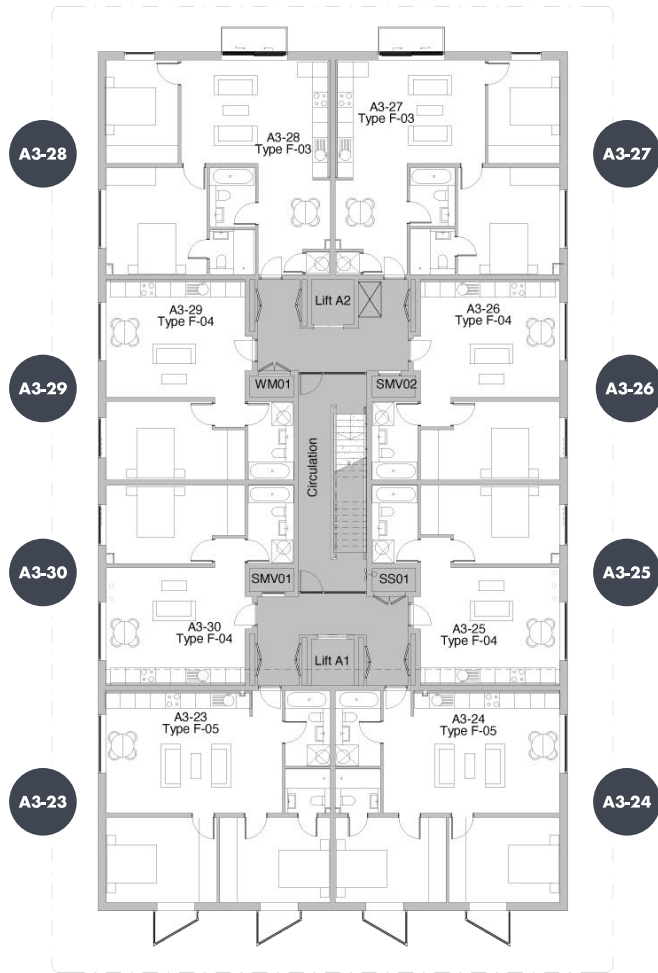 A3-28
A3-28
Type F-03
A3-27
Type F-03
A3-27
Lift A2
A3-29
Type F-04
A3-26
Type F-04
A3-29
WM01
SMV02
A3-26
Circulation
A3-30
SMV01
SS01
A3-25
A3-30
Type F-04
A3-25
Type F-04
Lift A1
A3-23
Type F-05
A3-24
Type F-05
A3-23
A3-24